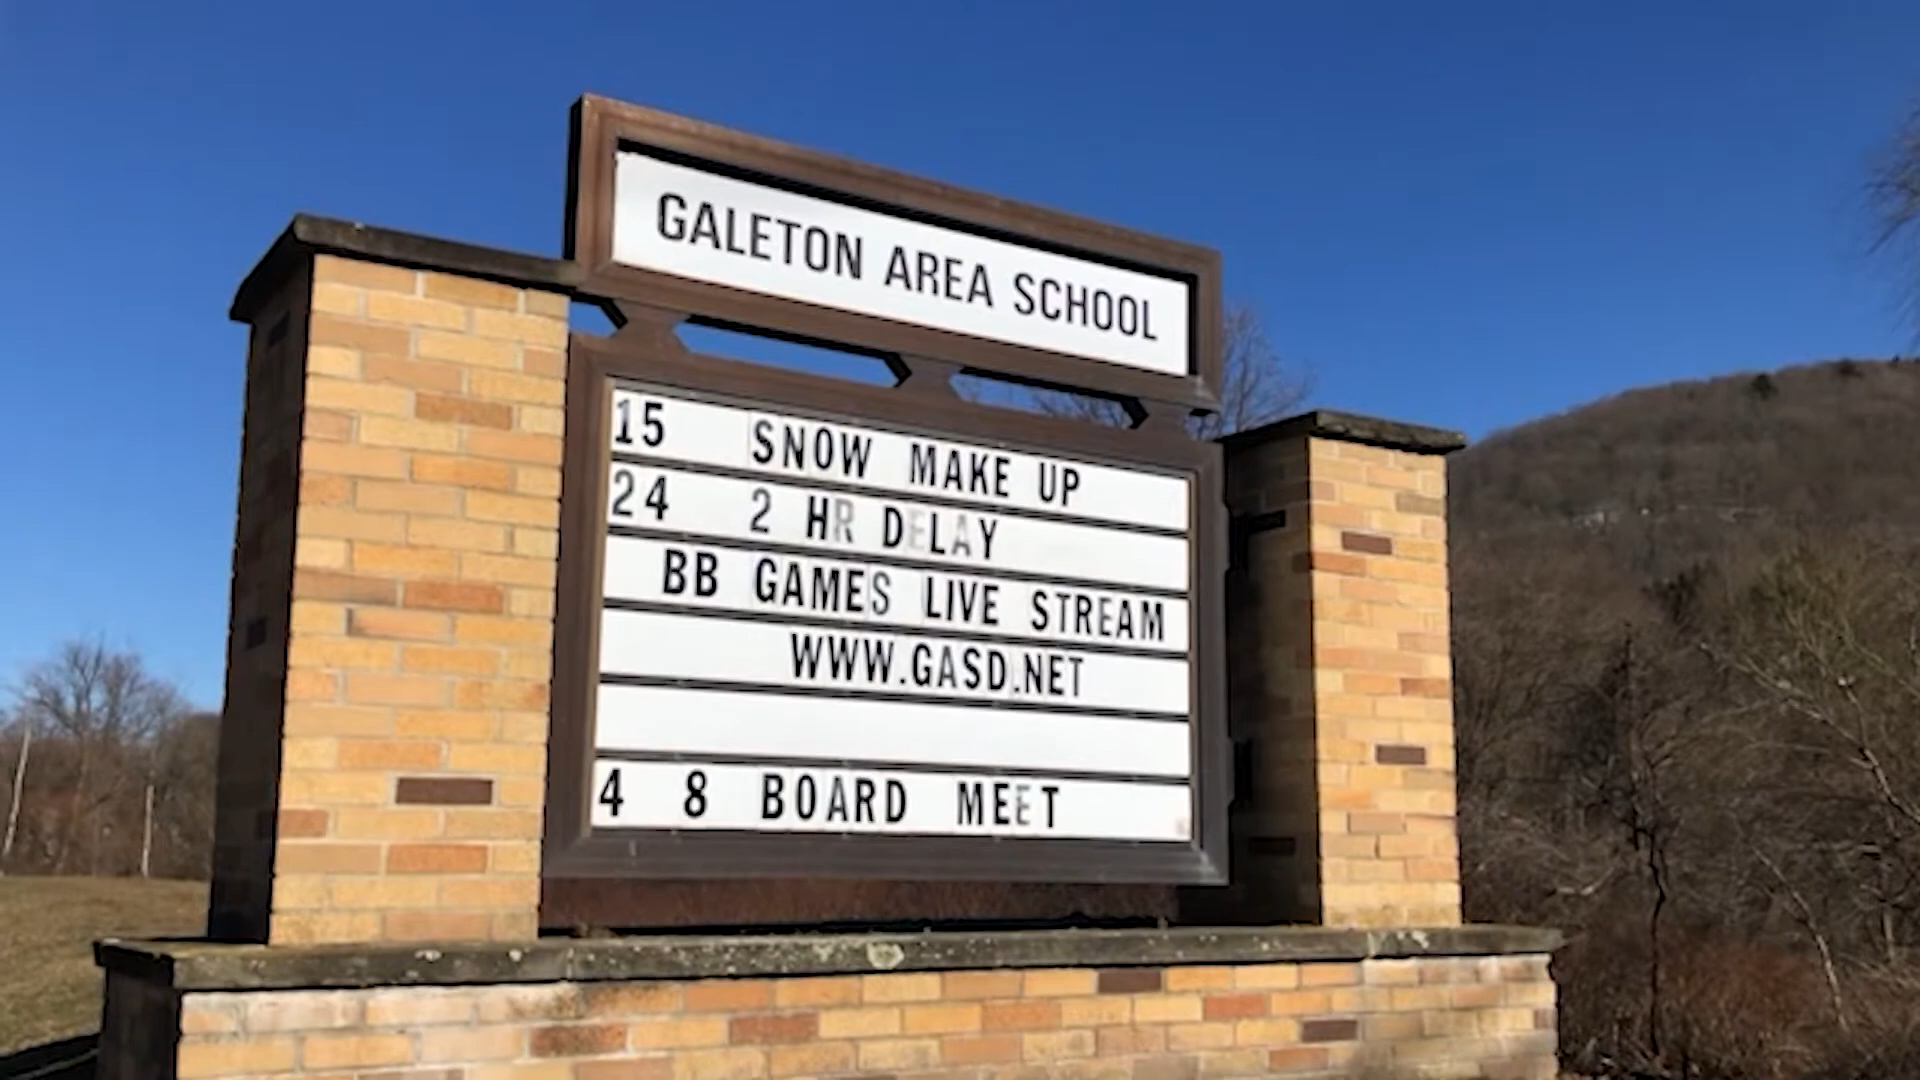 GALETON AREA SCHOOL
15 SNOW MAKE UP
24 2 HR DELAY
BB GAMES LIVE STREAM
WWW.GASD.NET
4 8 BOARD MEET